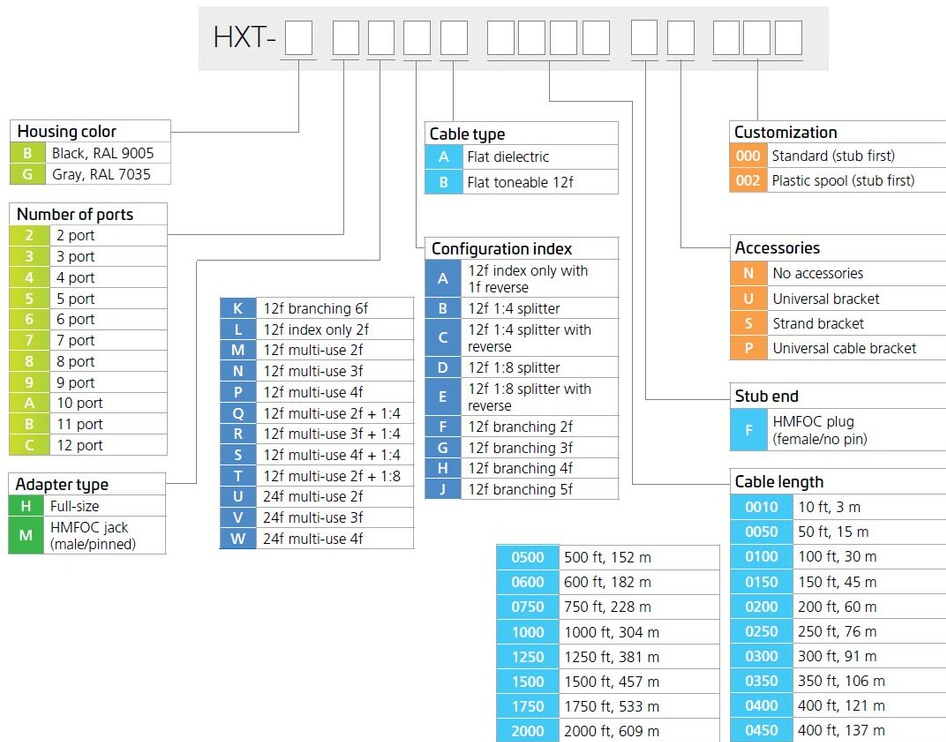 HXT-
Housing color
B Black, RAL 9005
G Gray, RAL 7035
Number of ports
2 2 port
3 3 port
4 4 port
5 5 port
6 6 port
7 7 port
8 8 port
9 9 port
A 10 port
B 11 port
C 12 port
Adapter type
H Full-size
M HMFOC jack
(male/pinned)
Cable type
A Flat dielectric
B Flat toneable 12f
Configuration index
A 12f index only with
1f reverse
B 12f 1:4 splitter
C 12f 1:4 splitter with
reverse
D 12f 1:8 splitter
E 12f 1:8 splitter with
reverse
F 12f branching 2f
G 12f branching 3f
H 12f branching 4f
J 12f branching 5f
K 12f branching 6f
L 12f index only 2f
M 12f multi-use 2f
N 12f multi-use 3f
P 12f multi-use 4f
Q 12f multi-use 2f + 1:4
R 12f multi-use 3f + 1:4
S 12f multi-use 4f + 1:4
T 12f multi-use 2f + 1:8
U 24f multi-use 2f
V 24f multi-use 3f
W 24f multi-use 4f
Customization
000 Standard (stub first)
002 Plastic spool (stub first)
Accessories
N No accessories
U Universal bracket
S Strand bracket
P Universal cable bracket
Stub end
F HMFOC plug
(female/no pin)
Cable length
0010 10 ft, 3 m
0050 50 ft, 15 m
0100 100 ft, 30 m
0150 150 ft, 45 m
0200 200 ft, 60 m
0250 250 ft, 76 m
0300 300 ft, 91 m
0350 350 ft, 106 m
0400 400 ft, 121 m
0450 400 ft, 137 m
0500 500 ft, 152 m
0600 600 ft, 182 m
0750 750 ft, 228 m
1000 1000 ft, 304 m
1250 1250 ft, 381 m
1500 1500 ft, 457 m
1750 1750 ft, 533 m
2000 2000 ft, 609 m